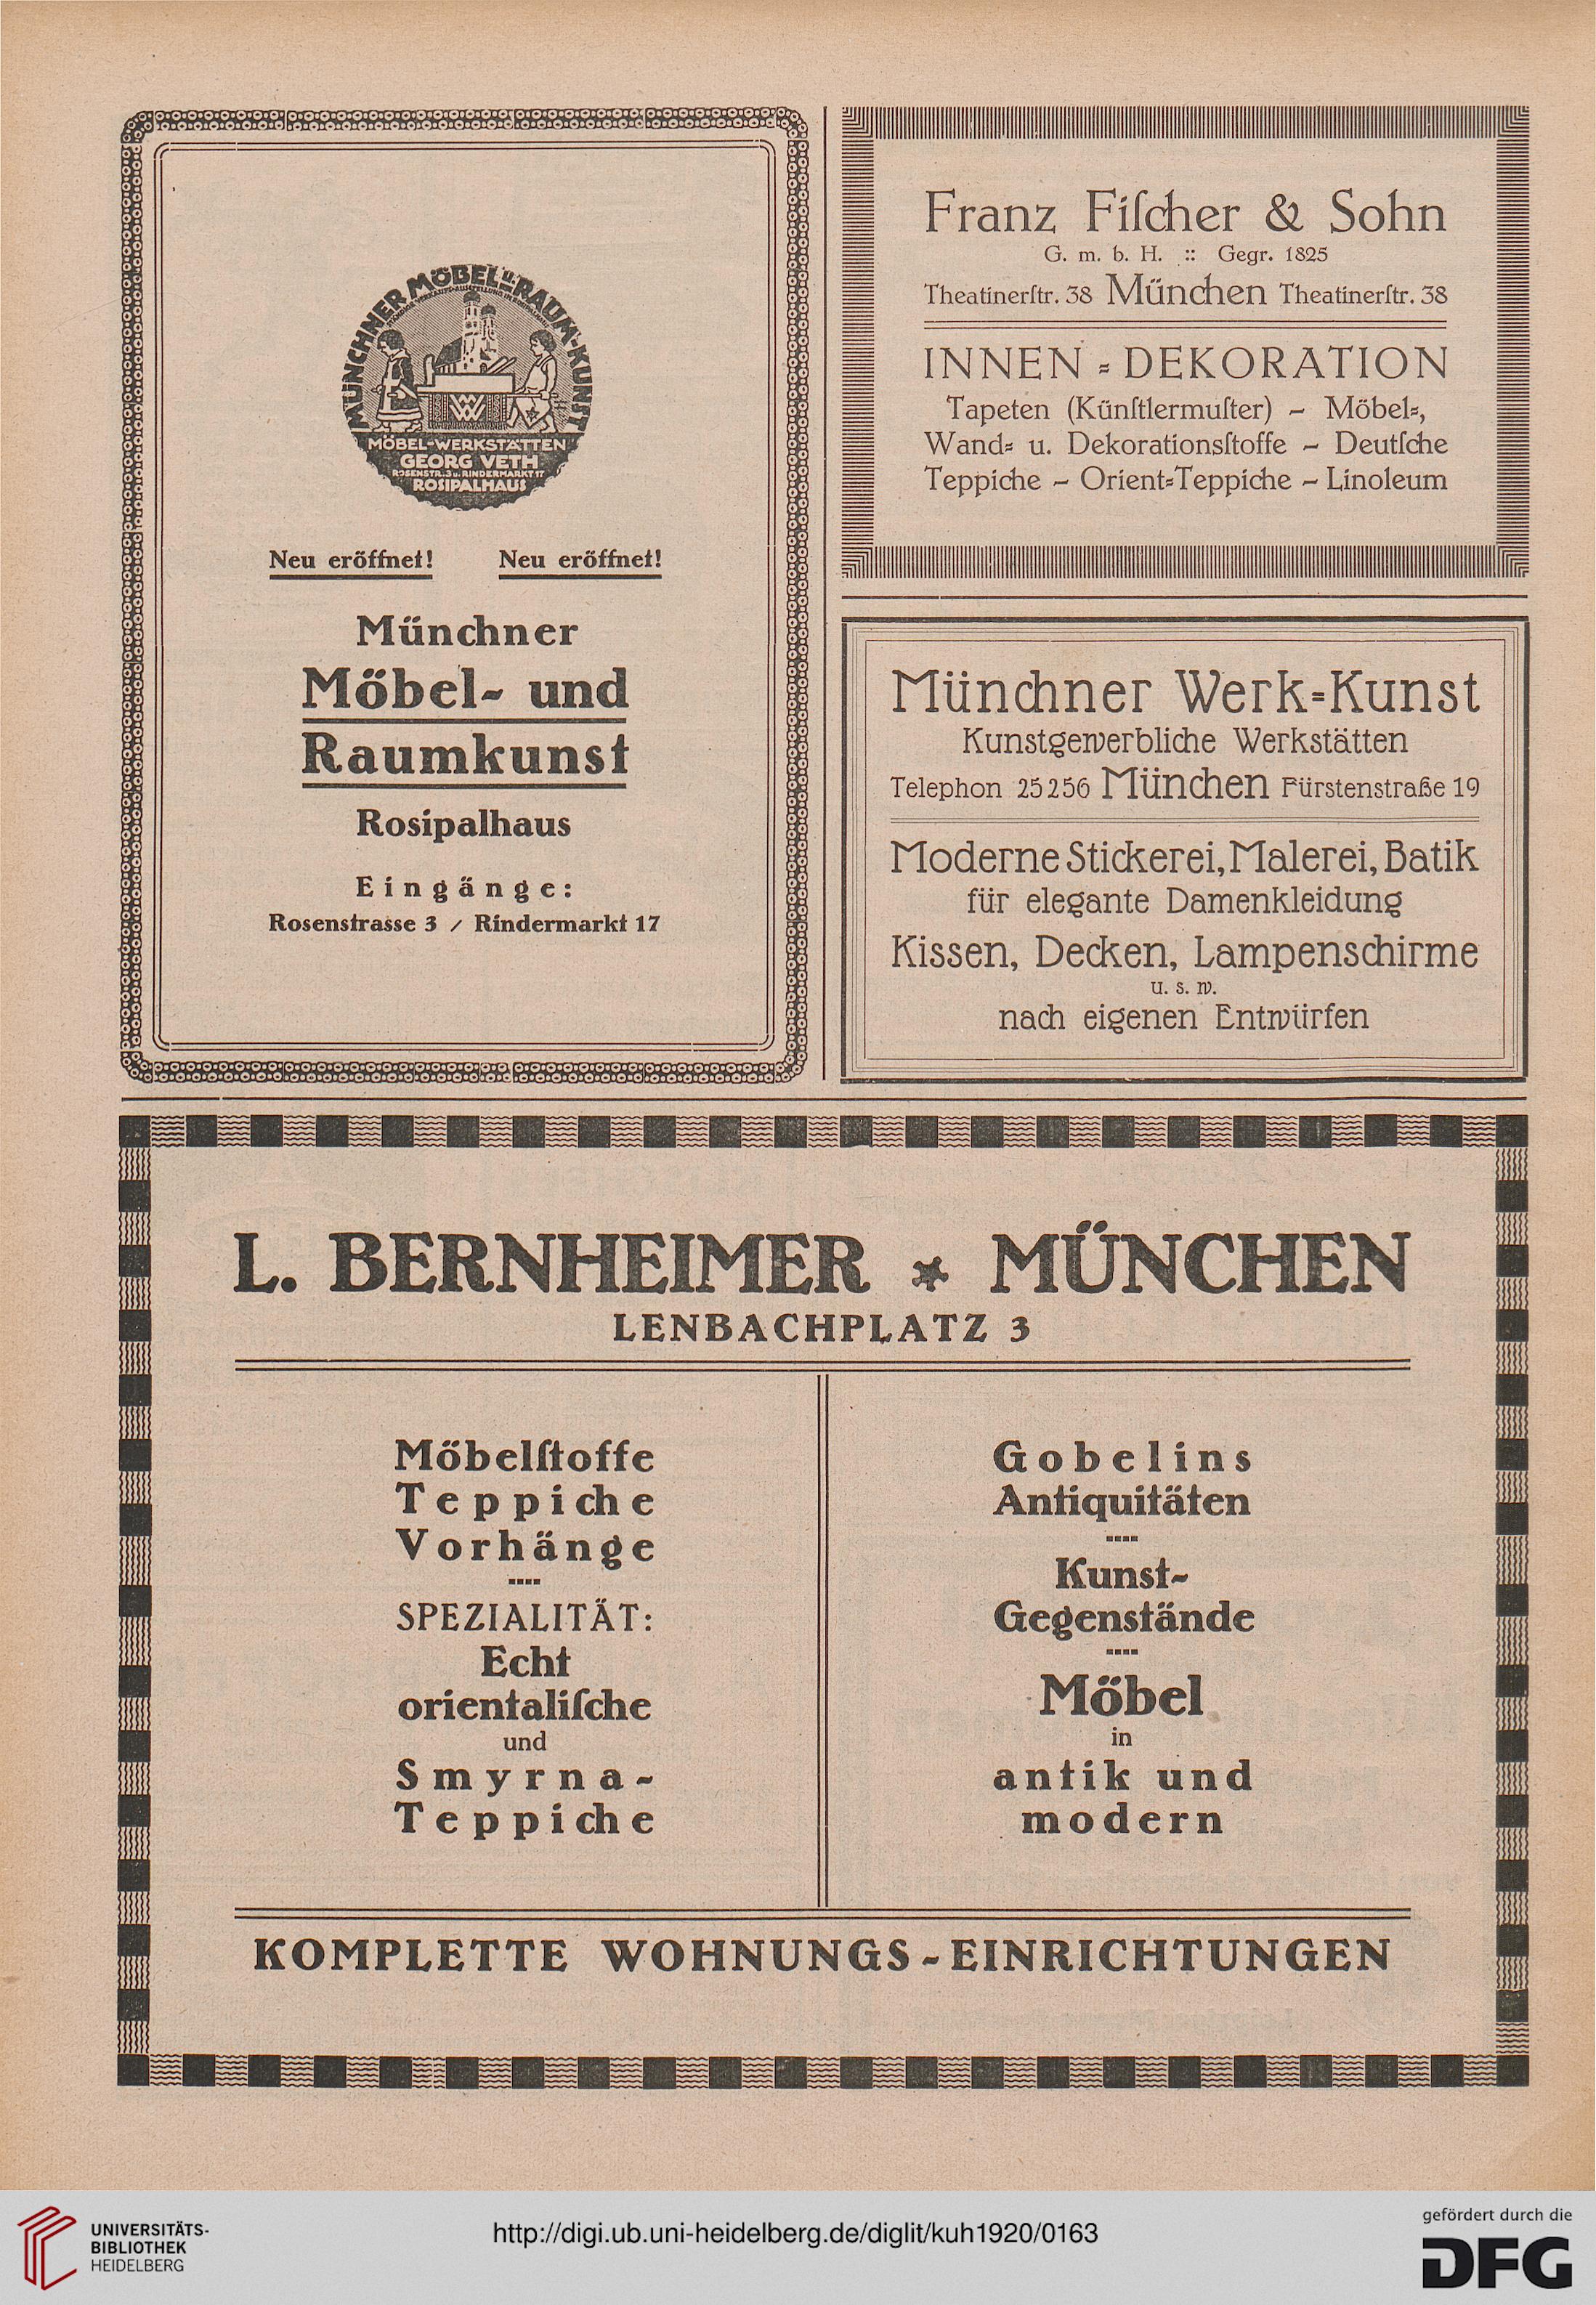 MÜNCHNER MÖBEL- u. RAUM-KUNST
MÖBEL-WERKSTÄTTEN
GEORG VETH
ROSENSTR. 3 u. RINDERMARKT 17
ROSIPALHAUS
Neu eröffnet! Neu eröffnet!
Münchner
Möbel- und
Raumkunst
Rosipalhaus
Eingänge:
Rosenstrasse 3 / Rindermarkt 17
Franz Fiſcher & Sohn
G. m. b. H. :: Gegr. 1825
Theatinerſtr. 38 München Theatinerſtr. 38
INNEN-DEKORATION
Tapeten (Künſtlermuſter) – Möbel-,
Wand- u. Dekorationsſtoffe – Deutſche
Teppiche – Orient-Teppiche – Linoleum
Münchner Werk-Kunst
Kunstgewerbliche Werkstätten
Telephon 25256 München Fürstenstraße 19
Moderne Stickerei, Malerei, Batik
für elegante Damenkleidung
Kissen, Decken, Lampenschirme
u. s. w.
nach eigenen Entwürfen
L. BERNHEIMER * MÜNCHEN
LENBACHPLATZ 3
Möbelſtoffe
Teppiche
Vorhänge
SPEZIALITÄT:
Echt
orientaliſche
und
Smyrna-
Teppiche
Gobelins
Antiquitäten
Kunst-
Gegenstände
Möbel
in
antik und
modern
KOMPLETTE WOHNUNGS-EINRICHTUNGEN
UNIVERSITÄTS-
BIBLIOTHEK
HEIDELBERG
http://digi.ub.uni-heidelberg.de/diglit/kuh1920/0163
gefördert durch die
DFG